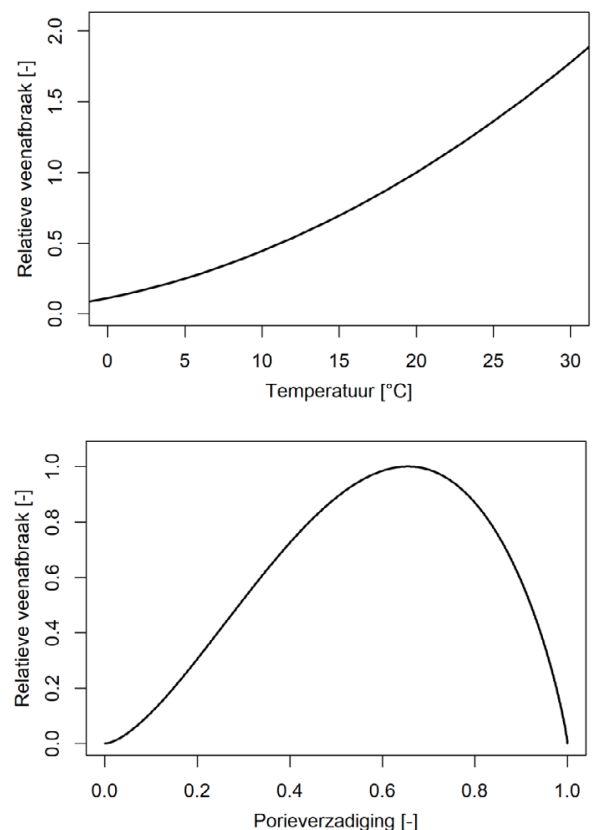 Relatieve veenafbraak [-]
2.0
1.5
1.0
0.5
0.0
0 5 10 15 20 25 30
Temperatuur [°C]
Relatieve veenafbraak [-]
1.0
0.8
0.6
0.4
0.2
0.0
0.0 0.2 0.4 0.6 0.8 1.0
Porieverzadiging [-]